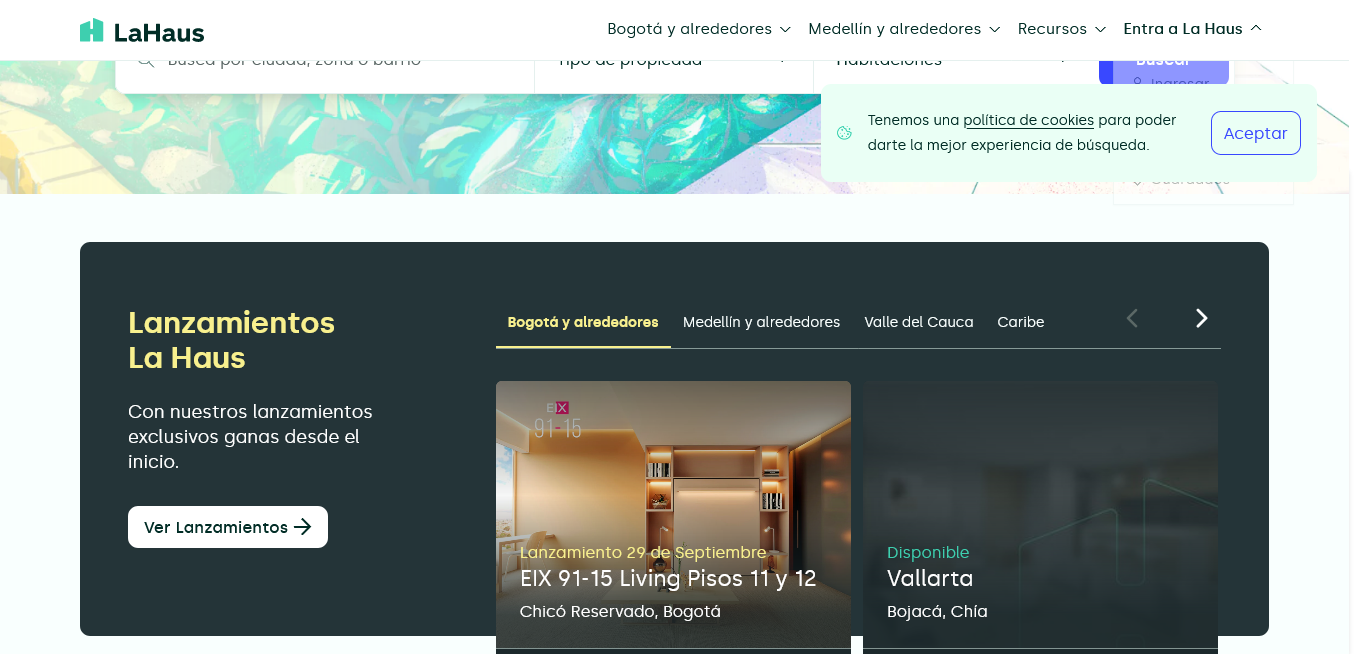 LaHaus
Bogotá y alrededores
Medellín y alrededores
Recursos
Entra a La Haus
Busca por ciudad, zona o barrio
Tipo de propiedad
Habitaciones
Buscar
Ingresar
Tenemos una política de cookies para poder
darte la mejor experiencia de búsqueda.
Aceptar
Guardados
Lanzamientos
La Haus
Con nuestros lanzamientos
exclusivos ganas desde el
inicio.
Ver Lanzamientos
Bogotá y alrededores
Medellín y alrededores
Valle del Cauca
Caribe
EIX
91-15
Lanzamiento 29 de Septiembre
EIX 91-15 Living Pisos 11 y 12
Chicó Reservado, Bogotá
Disponible
Vallarta
Bojacá, Chía